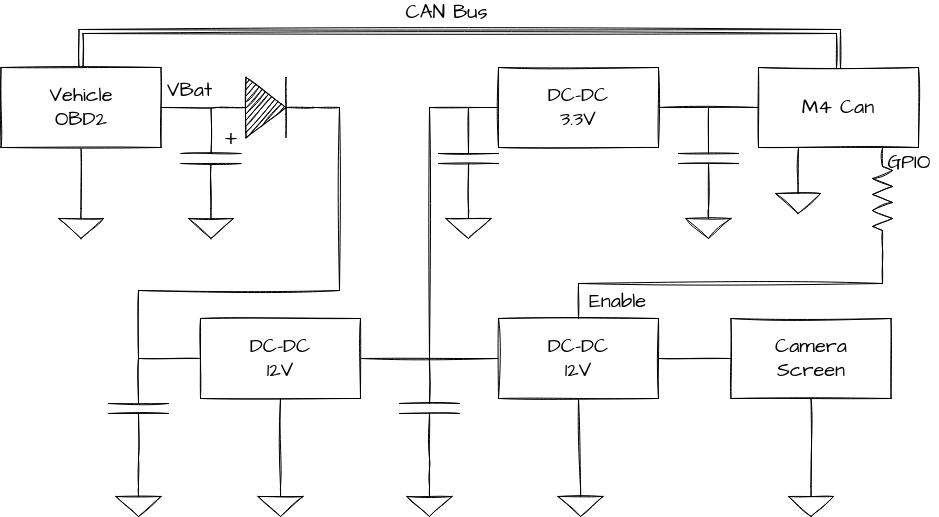 CAN Bus
Vehicle
OBD2
VBat
+
DC-DC
3.3V
M4 Can
GPIO
Enable
DC-DC
12V
DC-DC
12V
Camera
Screen